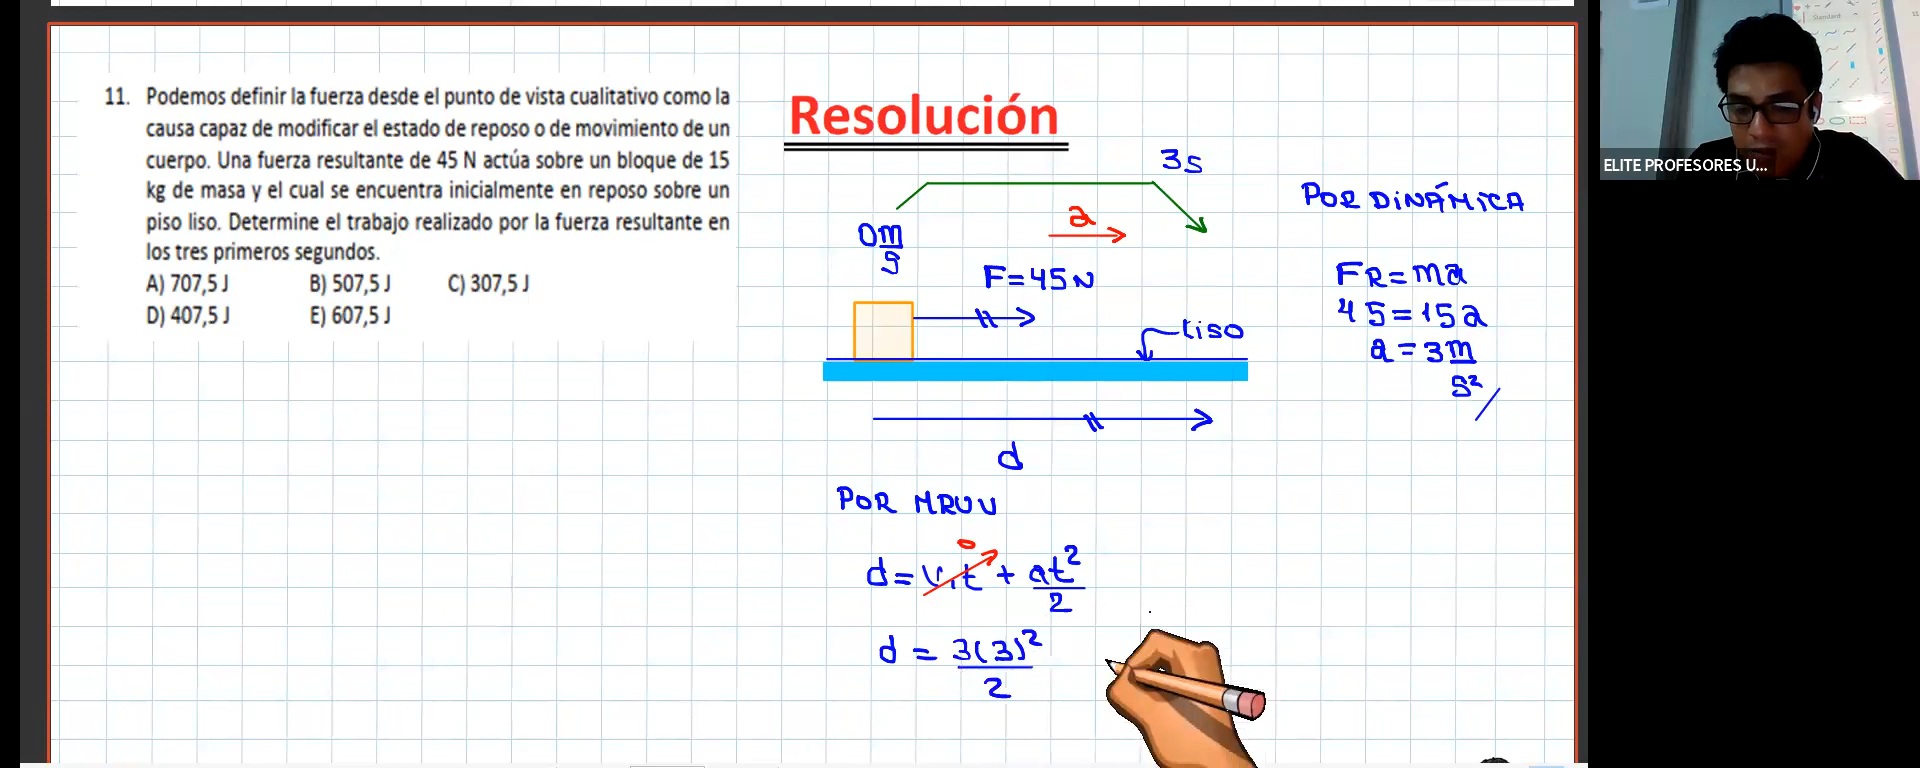 11. Podemos definir la fuerza desde el punto de vista cualitativo como la
causa capaz de modificar el estado de reposo o de movimiento de un
cuerpo. Una fuerza resultante de 45 N actúa sobre un bloque de 15
kg de masa y el cual se encuentra inicialmente en reposo sobre un
piso liso. Determine el trabajo realizado por la fuerza resultante en
los tres primeros segundos.
A) 707,5 J B) 507,5 J C) 307,5 J
D) 407,5 J E) 607,5 J
Resolución
3s
0 m/s
a
F=45N
liso
d
POR MRUV
0
d = Vit + at²/2
d = 3(3)²/2
POR DINÁMICA
FR = ma
45 = 15a
a = 3 m/s²
ELITE PROFESORES U...
Standard